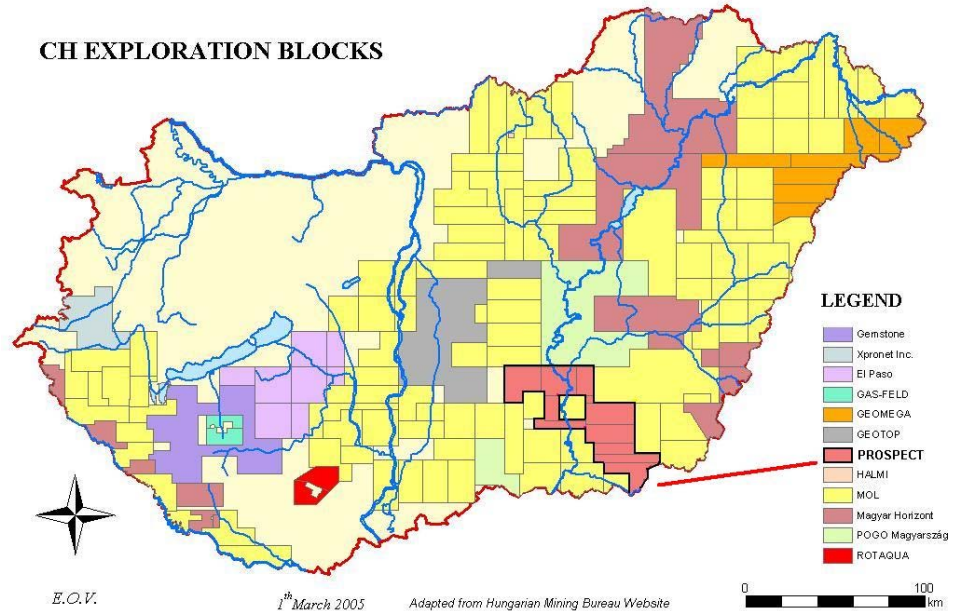 CH EXPLORATION BLOCKS
LEGEND
Gemstone
Xpronet Inc.
El Paso
GAS-FELD
GEOMEGA
GEOTOP
PROSPECT
HALMI
MOL
Magyar Horizont
POGO Magyarszág
ROTAQUA
0 100
km
E.O.V.
1th March 2005
Adapted from Hungarian Mining Bureau Website